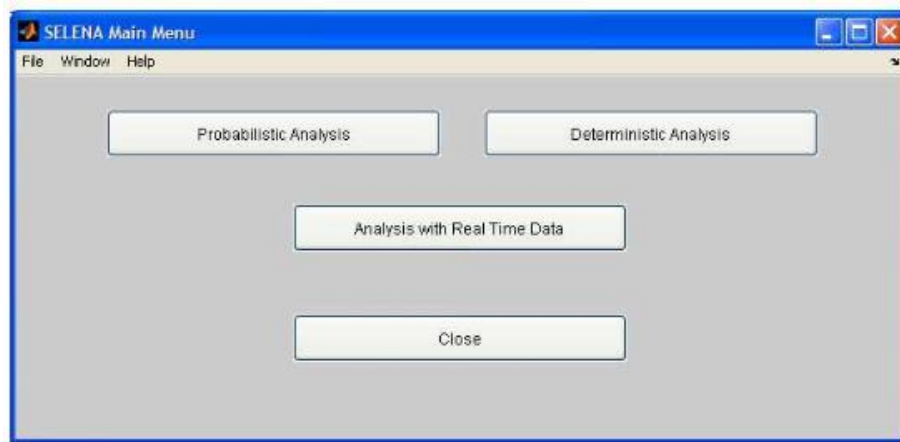 SELENA Main Menu
File Window Help
Probabilistic Analysis Deterministic Analysis
Analysis with Real Time Data
Close